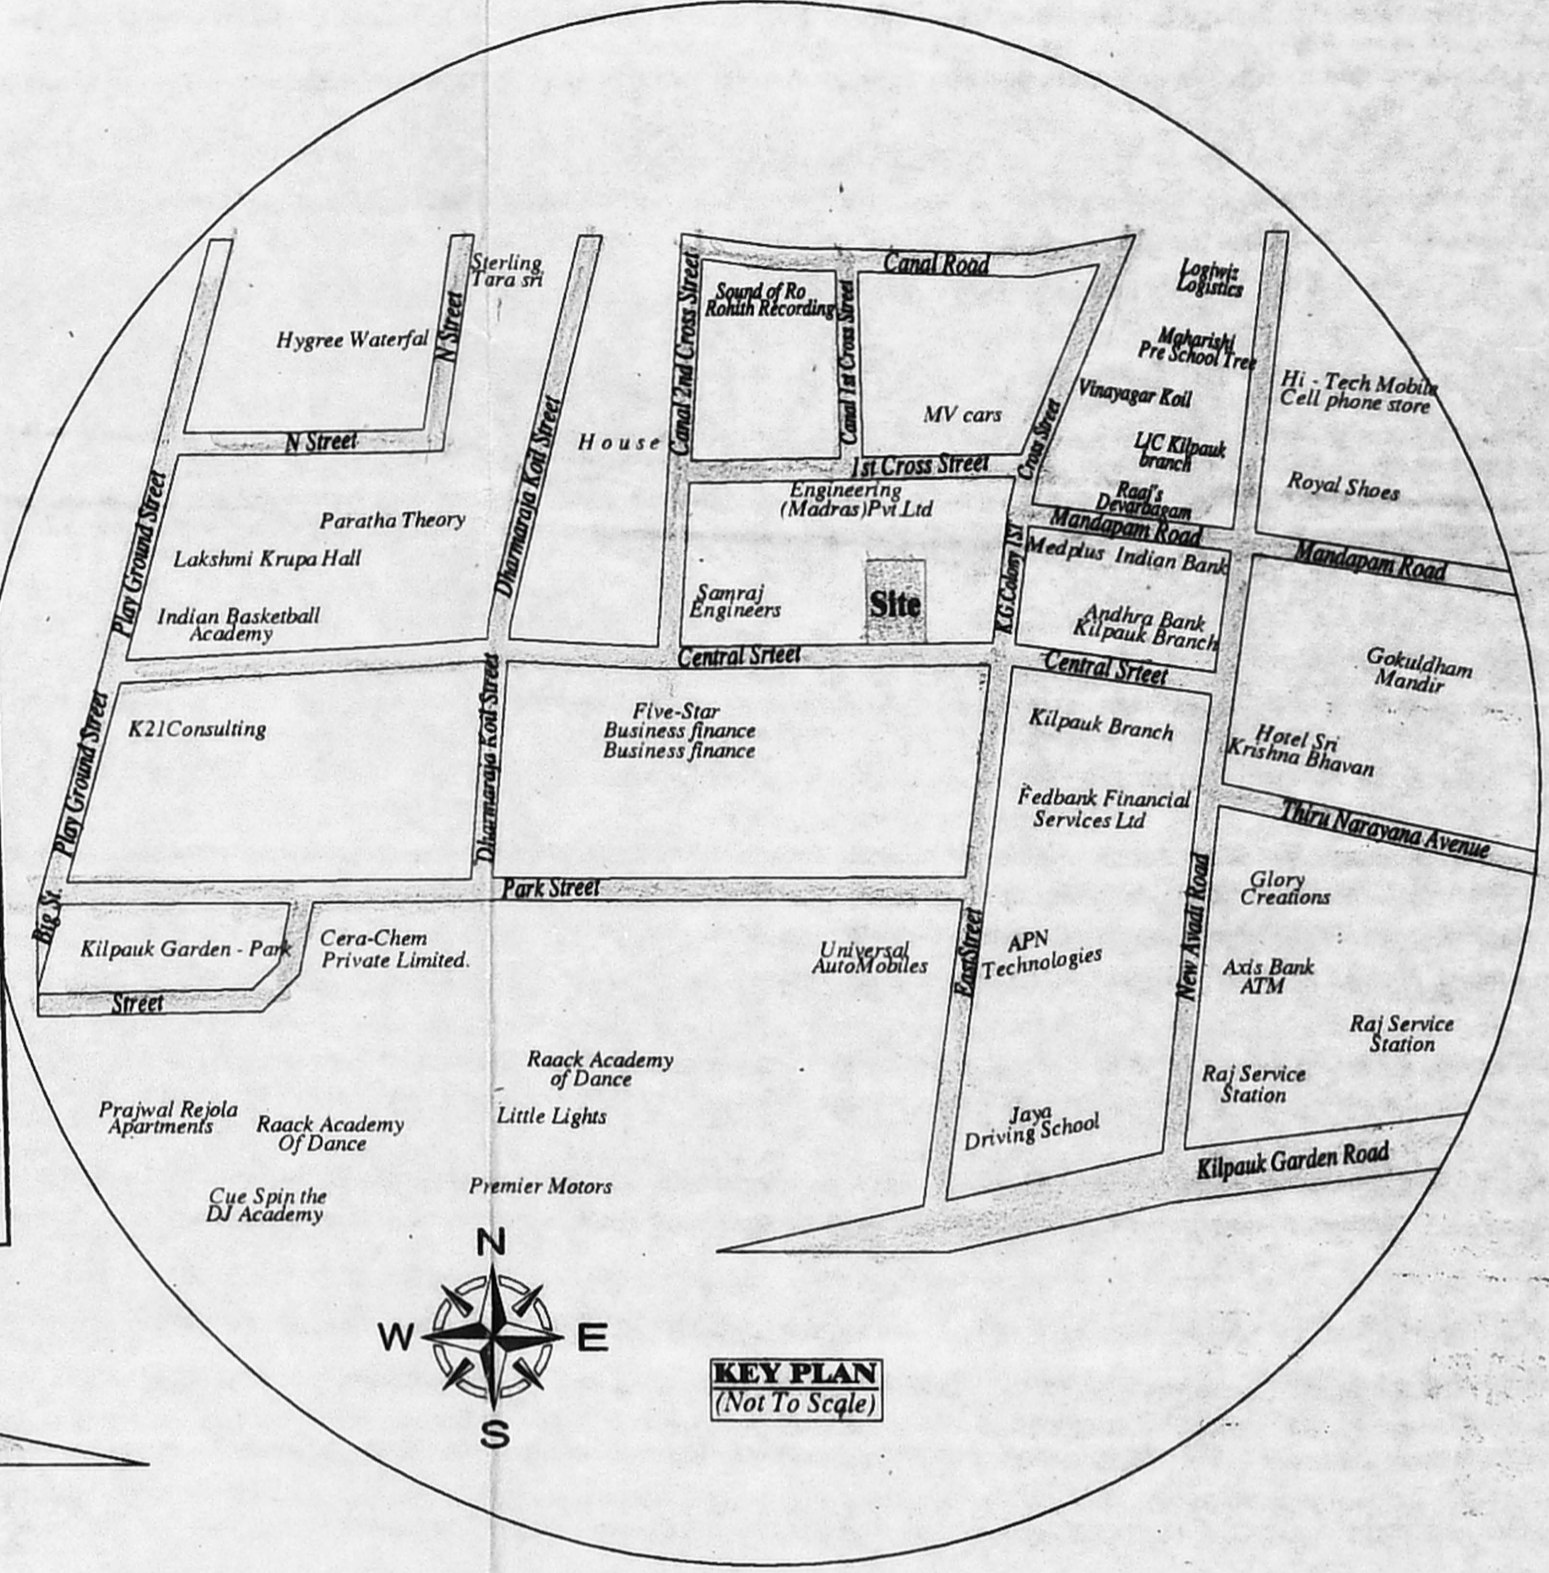 Sterling
Tara sri
Hygree Waterfal
N Street
N Street
House
Canal Road
Sound of Ro
Rohith Recording
Canal 2nd Cross Street
Canal 1st Cross Street
MV cars
1st Cross Street
Cross Street
Logiwiz
Logistics
Maharishi
Pre School Tree
Vinayagar Koil
LIC Kilpauk
branch
Raaj's
Devarbagam
Hi - Tech Mobile
Cell phone store
Royal Shoes
Mandapam Road
Mandapam Road
Play Ground Street
Paratha Theory
Lakshmi Krupa Hall
Indian Basketball
Academy
Dharmaraja Koil Street
Engineering
(Madras)Pvt Ltd
Samraj
Engineers
Site
K.G.Colony 1ST
Medplus Indian Bank
Andhra Bank
Kilpauk Branch
Central Srteet
Central Srteet
Gokuldham
Mandir
Hotel Sri
Krishna Bhavan
Play Ground Street
K21Consulting
Dharmaraja Koil Street
Five-Star
Business finance
Business finance
Kilpauk Branch
Fedbank Financial
Services Ltd
Thiru Narayana Avenue
Park Street
Big St.
Kilpauk Garden - Park
Street
Cera-Chem
Private Limited.
Universal
AutoMobiles
EastStreet
APN
Technologies
New Avadi Road
Glory
Creations
Axis Bank
ATM
Raj Service
Station
Raj Service
Station
Jaya
Driving School
Kilpauk Garden Road
Raack Academy
of Dance
Little Lights
Premier Motors
Prajwal Rejola
Apartments
Raack Academy
Of Dance
Cue Spin the
DJ Academy
N
W
E
S
KEY PLAN
(Not To Scale)